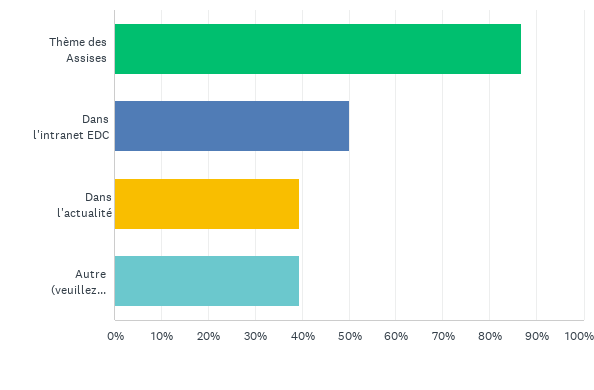 Thème des
Assises
Dans
l'intranet EDC
Dans
l'actualité
Autre
(veuillez...
0% 10% 20% 30% 40% 50% 60% 70% 80% 90% 100%